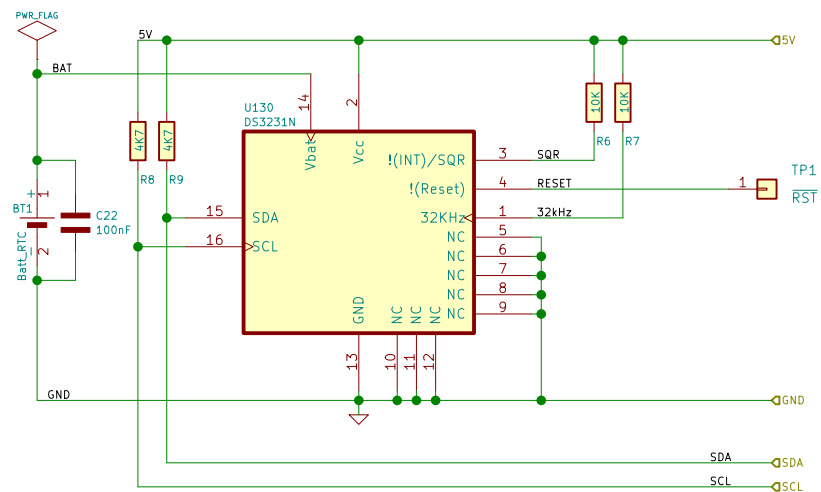 PWR_FLAG
5V
5V
BAT
U130
DS3231N
14
2
Vbat
Vcc
10K
10K
R6
R7
4K7
4K7
R8
R9
!(INT)/SQR
3
SQR
!(Reset)
4
RESET
1
TP1
RST
32KHz
1
32kHz
15
SDA
16
SCL
NC
5
NC
6
NC
7
NC
8
NC
9
BT1
Batt_RTC
+
1
2
C22
100nF
GND
NC
NC
NC
13
10
11
12
GND
GND
SDA
SDA
SCL
SCL